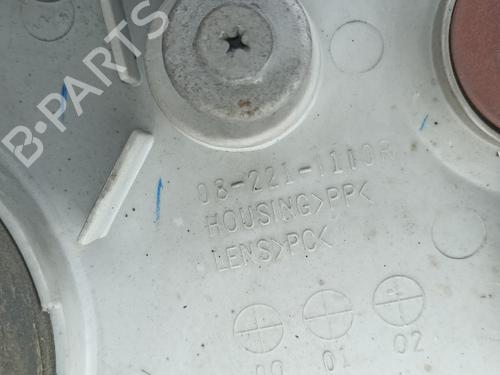 B-PARTS
08-221-1110R
HOUSING>PP<
LENS>PC<
00 01 02